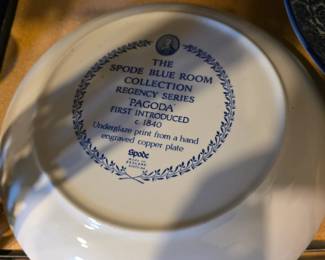 THE
SPODE BLUE ROOM
COLLECTION
REGENCY SERIES
'PAGODA'
FIRST INTRODUCED
c. 1840
Underglaze print from a hand
engraved copper plate
Spode